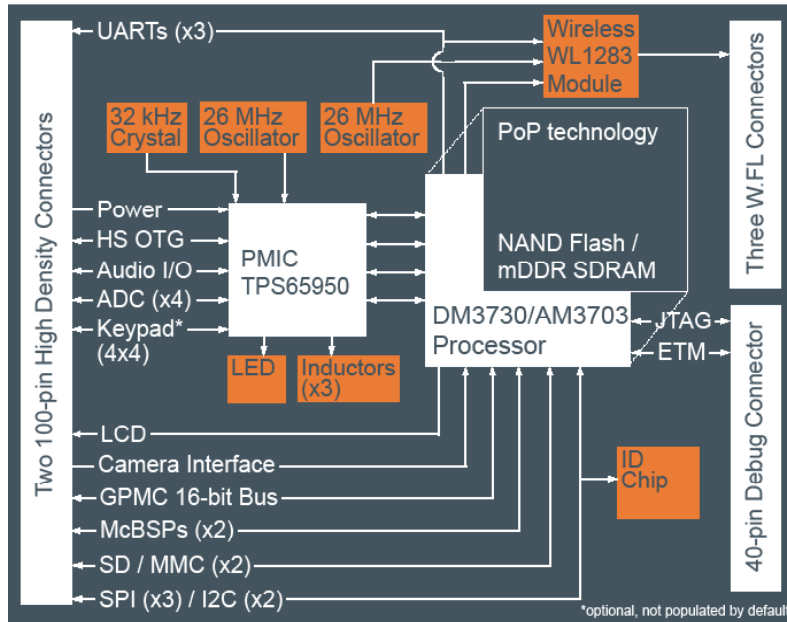 UARTs (x3)
Wireless
WL1283
Module
32 kHz
Crystal
26 MHz
Oscillator
26 MHz
Oscillator
PoP technology
NAND Flash /
mDDR SDRAM
Three W.FL Connectors
Two 100-pin High Density Connectors
Power
HS OTG
Audio I/O
ADC (x4)
Keypad*
(4x4)
PMIC
TPS65950
DM3730/AM3703
Processor
JTAG
ETM
LED
Inductors
(x3)
40-pin Debug Connector
LCD
Camera Interface
GPMC 16-bit Bus
McBSPs (x2)
SD / MMC (x2)
SPI (x3) / I2C (x2)
ID
Chip
*optional, not populated by default